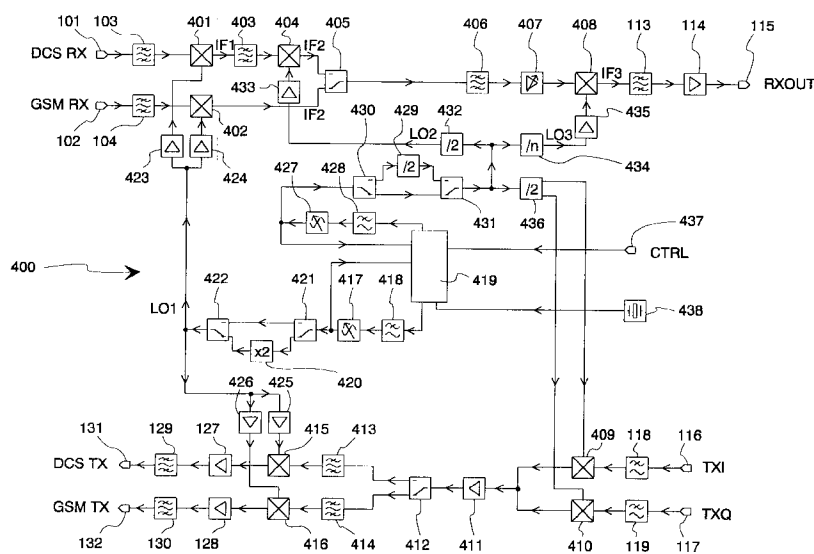 101 103 401 403 404 405 406 407 408 113 114 115
DCS RX IF1 IF2 IF3 RXOUT
433
GSM RX IF2
102 104 402 430 429 432 435
LO2 /2 /n LO3
423 424 427 428 /2 434
/2
431 436 437
CTRL
400 419
422 421 417 418 438
LO1
x2
420
426 425
131 129 127 415 413 409 118 116
DCS TX TXI
GSM TX TXQ
132 130 128 416 414 412 411 410 119 117